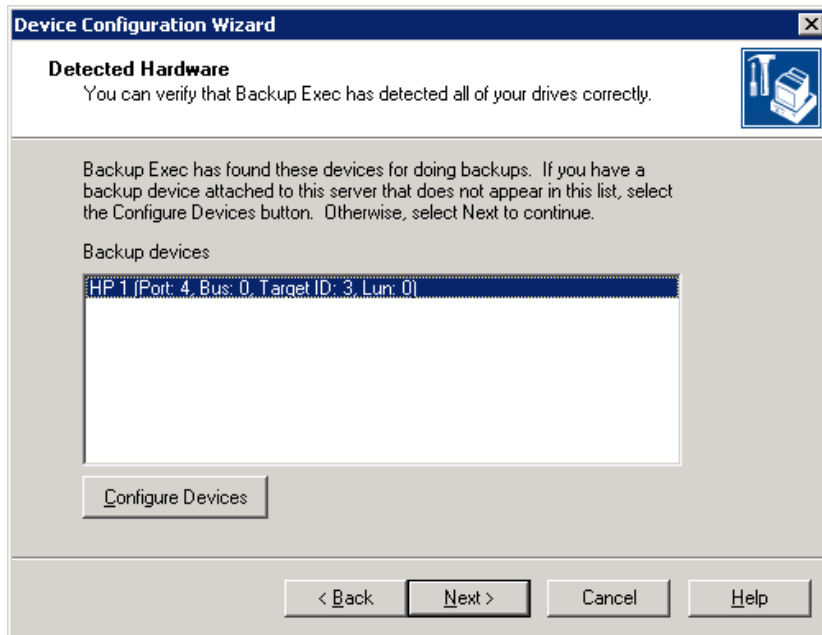 Device Configuration Wizard
Detected Hardware
You can verify that Backup Exec has detected all of your drives correctly.
Backup Exec has found these devices for doing backups.  If you have a
backup device attached to this server that does not appear in this list, select
the Configure Devices button.  Otherwise, select Next to continue.
Backup devices
HP 1 (Port: 4, Bus: 0, Target ID: 3, Lun: 0)
Configure Devices
< Back
Next >
Cancel
Help